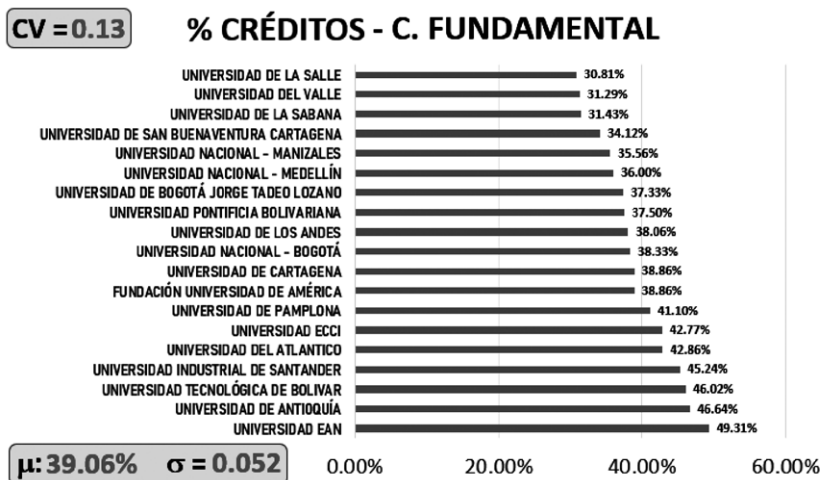 CV = 0.13
% CRÉDITOS - C. FUNDAMENTAL
UNIVERSIDAD DE LA SALLE 30.81%
UNIVERSIDAD DEL VALLE 31.29%
UNIVERSIDAD DE LA SABANA 31.43%
UNIVERSIDAD DE SAN BUENAVENTURA CARTAGENA 34.12%
UNIVERSIDAD NACIONAL - MANIZALES 35.56%
UNIVERSIDAD NACIONAL - MEDELLÍN 36.00%
UNIVERSIDAD DE BOGOTÁ JORGE TADEO LOZANO 37.33%
UNIVERSIDAD PONTIFICIA BOLIVARIANA 37.50%
UNIVERSIDAD DE LOS ANDES 38.06%
UNIVERSIDAD NACIONAL - BOGOTÁ 38.33%
UNIVERSIDAD DE CARTAGENA 38.86%
FUNDACIÓN UNIVERSIDAD DE AMÉRICA 38.86%
UNIVERSIDAD DE PAMPLONA 41.10%
UNIVERSIDAD ECCI 42.77%
UNIVERSIDAD DEL ATLANTICO 42.86%
UNIVERSIDAD INDUSTRIAL DE SANTANDER 45.24%
UNIVERSIDAD TECNOLÓGICA DE BOLIVAR 46.02%
UNIVERSIDAD DE ANTIOQUÍA 46.64%
UNIVERSIDAD EAN 49.31%
μ: 39.06% σ = 0.052
0.00% 20.00% 40.00% 60.00%